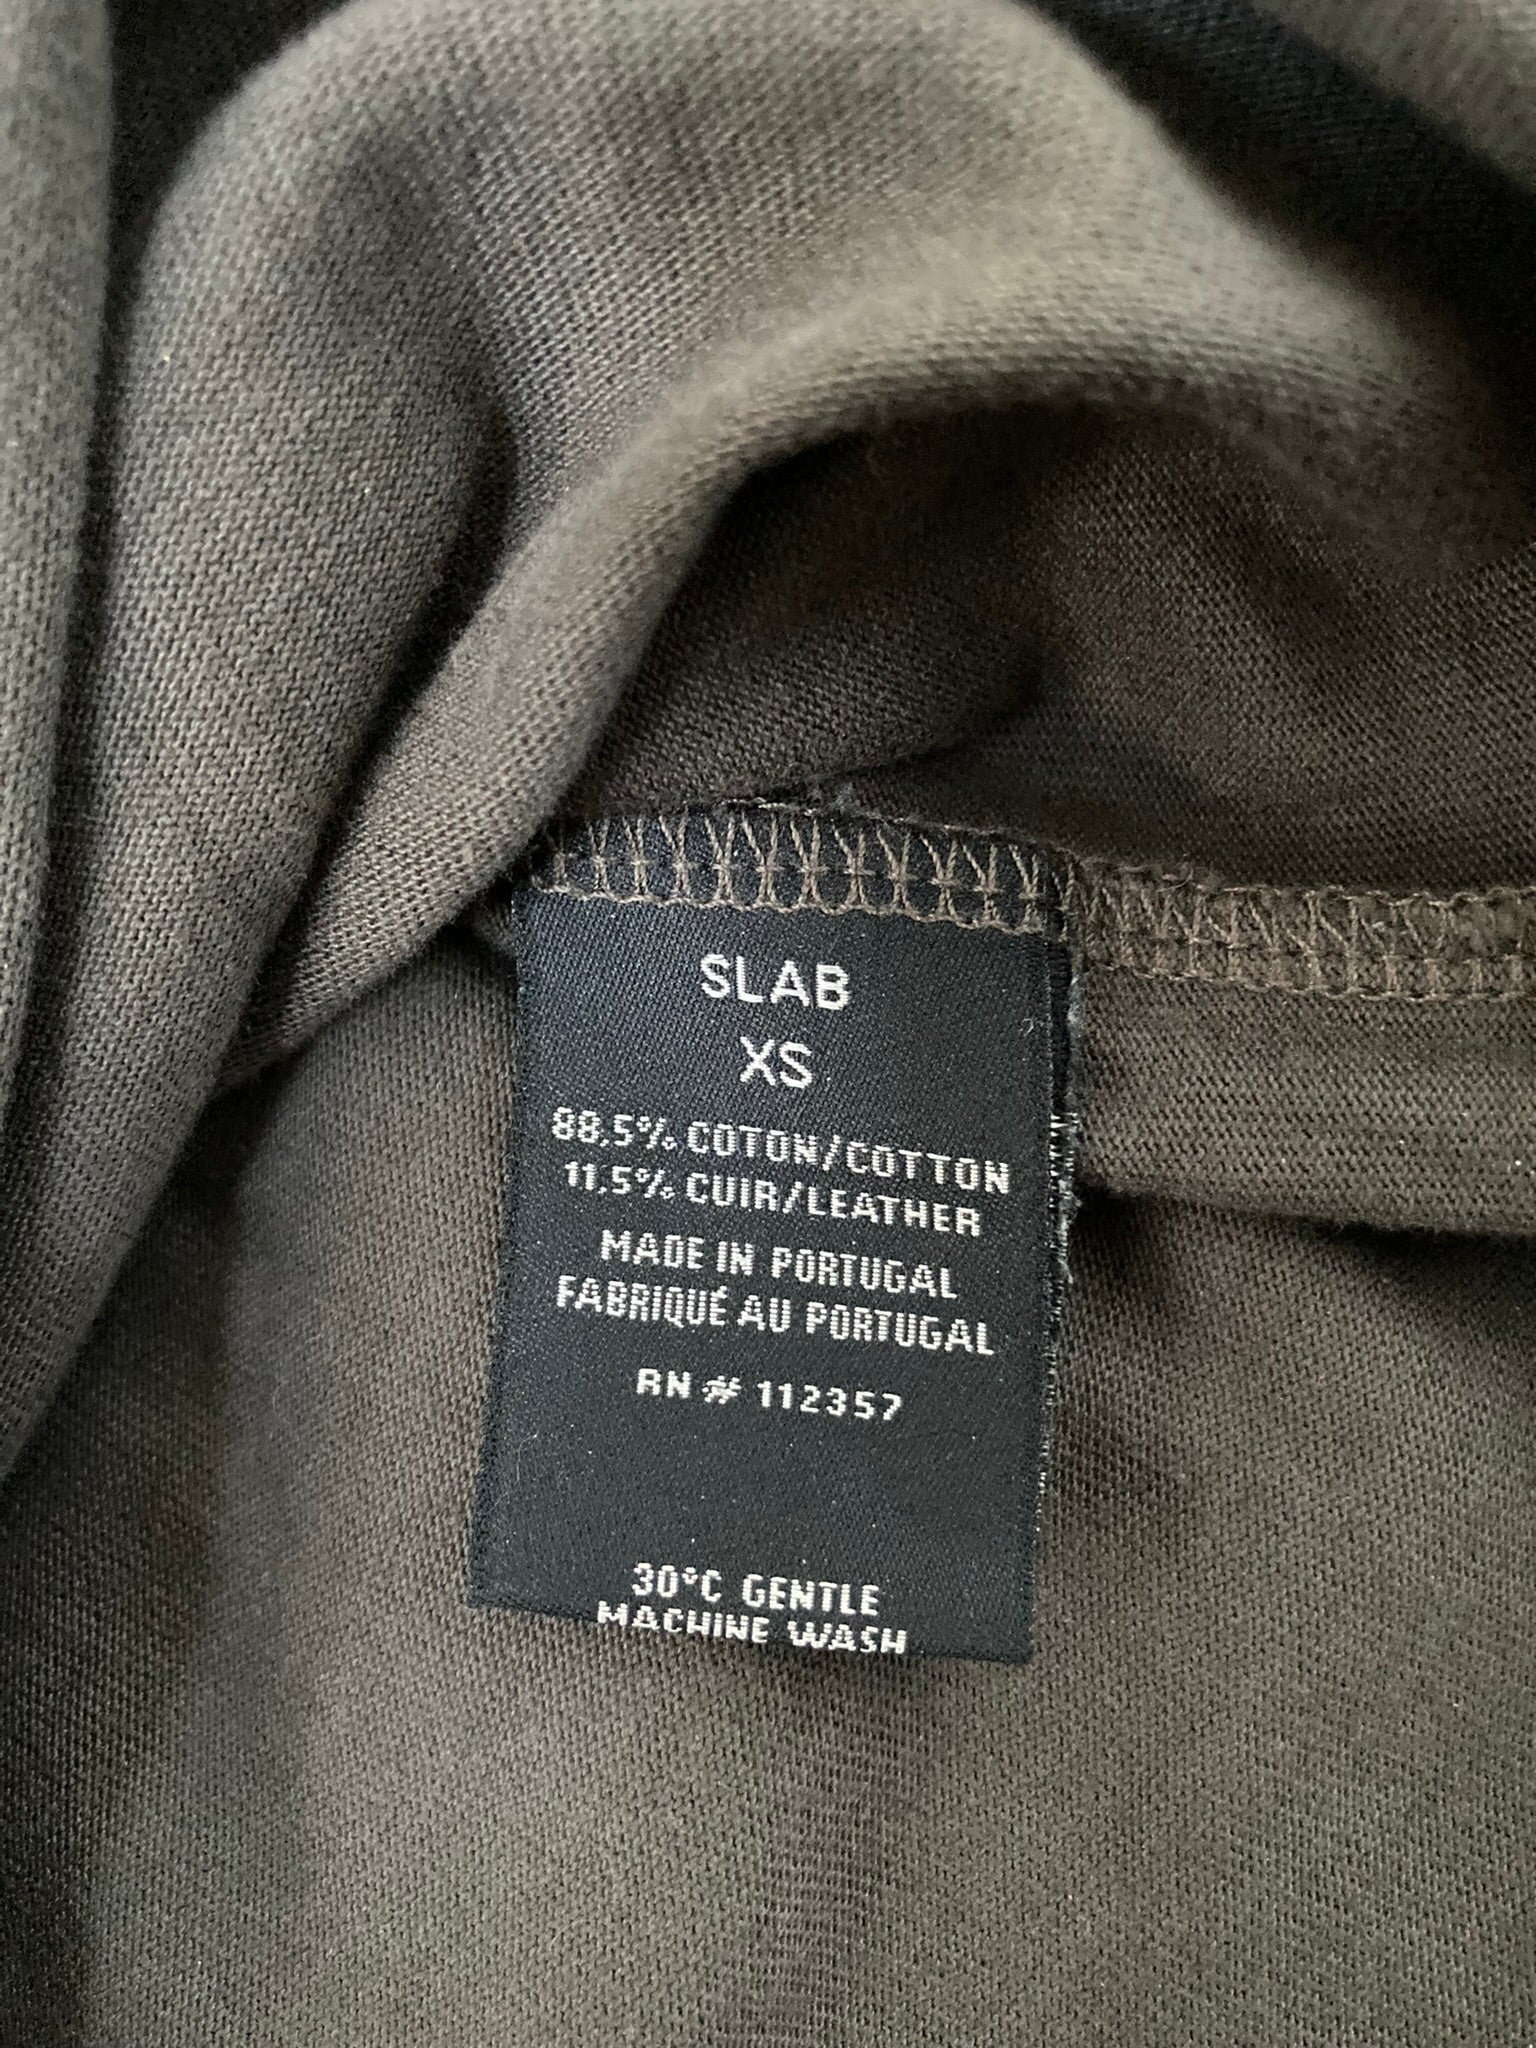 SLAB
XS
88,5% COTON/COTTON
11,5% CUIR/LEATHER
MADE IN PORTUGAL
FABRIQUÉ AU PORTUGAL
RN # 112357
30°C GENTLE
MACHINE WASH